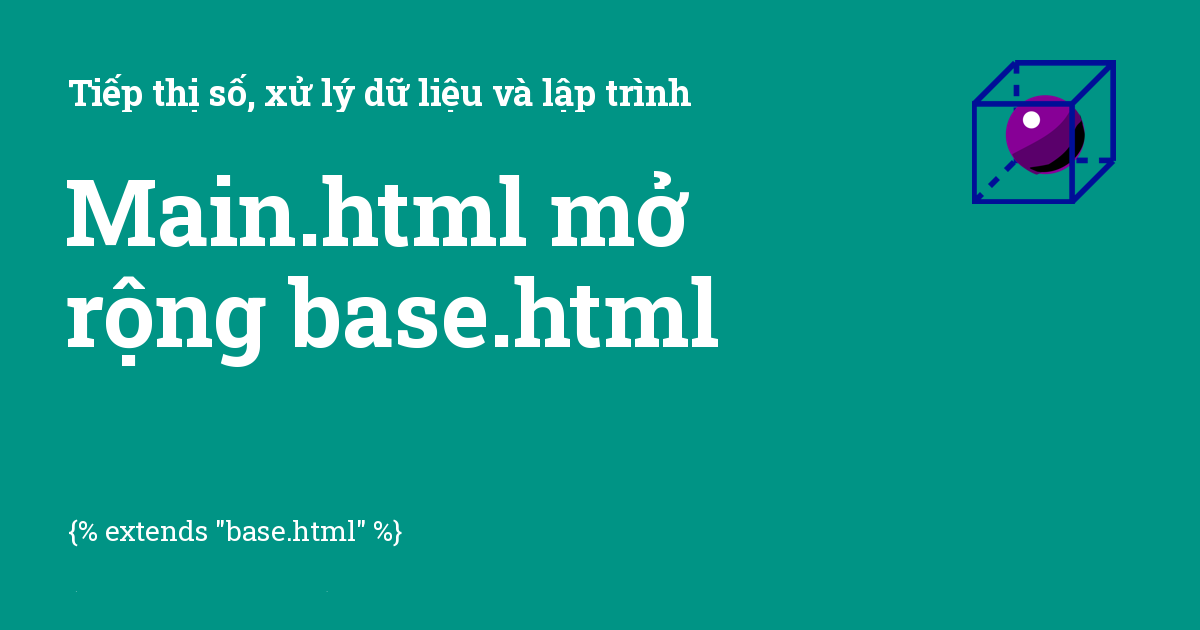 Tiếp thị số, xử lý dữ liệu và lập trình
Main.html mở
rộng base.html
{% extends "base.html" %}